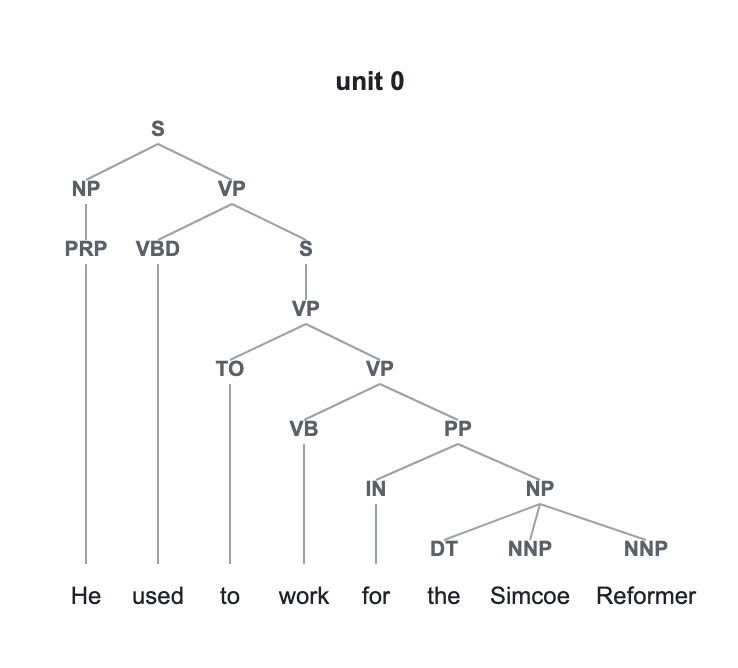 unit 0
S
NP VP
PRP VBD S
VP
TO VP
VB PP
IN NP
DT NNP NNP
He used to work for the Simcoe Reformer